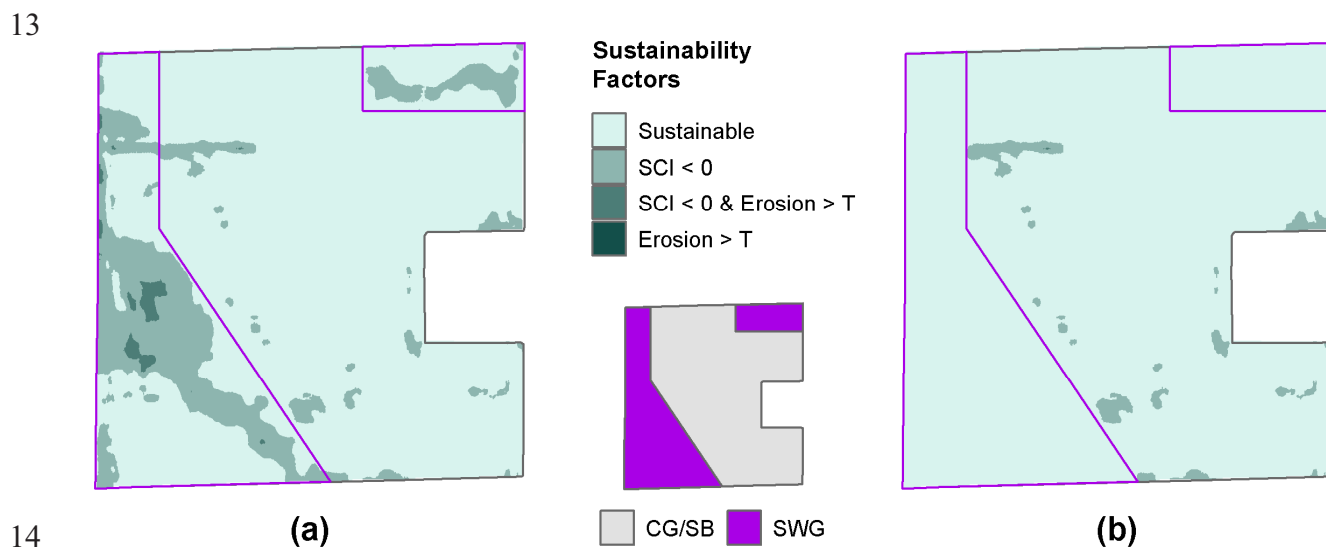 13
Sustainability
Factors
Sustainable
SCI < 0
SCI < 0 & Erosion > T
Erosion > T
CG/SB
SWG
14
(a)
(b)